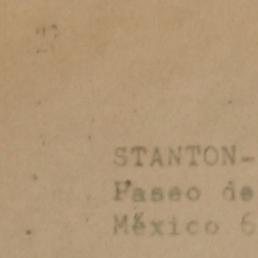 STANTON-
Paseo de
México 6